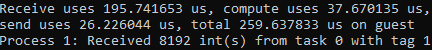 Receive uses 195.741653 us, compute uses 37.670135 us,
send uses 26.226044 us, total 259.637833 us on guest
Process 1: Received 8192 int(s) from task 0 with tag 1